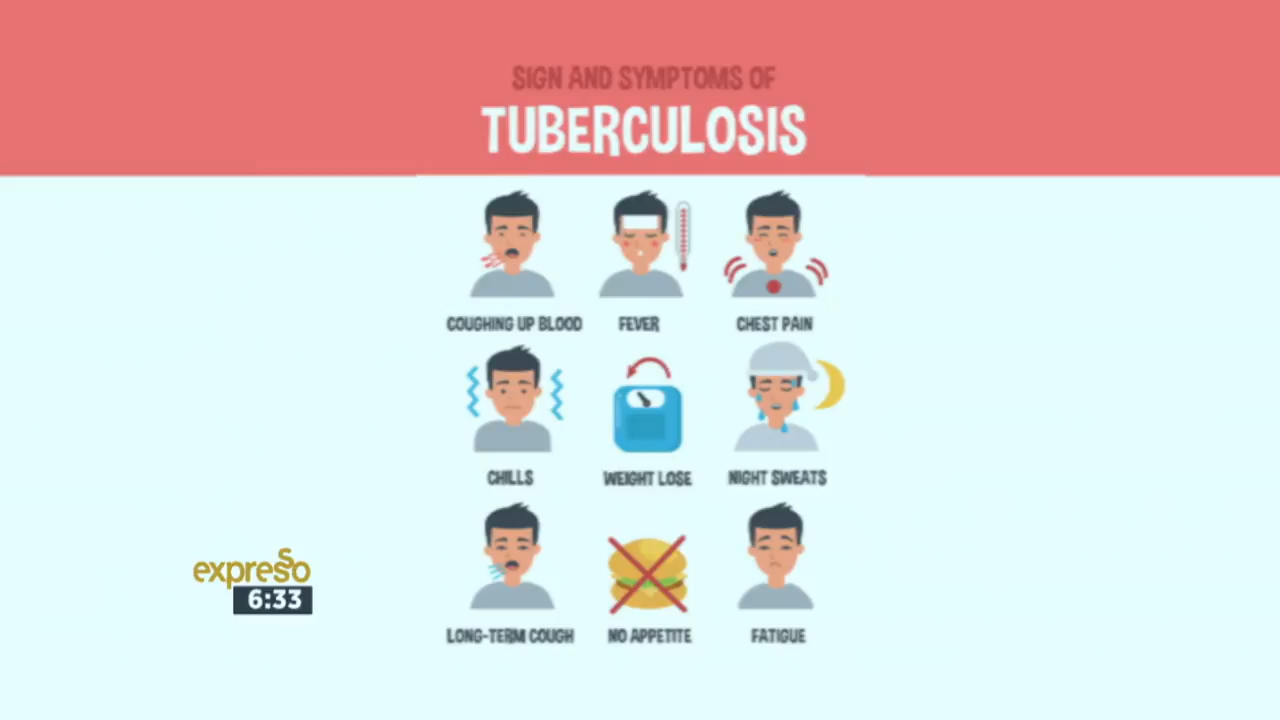 SIGN AND SYMPTOMS OF
TUBERCULOSIS
COUGHING UP BLOOD
FEVER
CHEST PAIN
CHILLS
WEIGHT LOSE
NIGHT SWEATS
LONG-TERM COUGH
NO APPETITE
FATIGUE
expresso
6:33